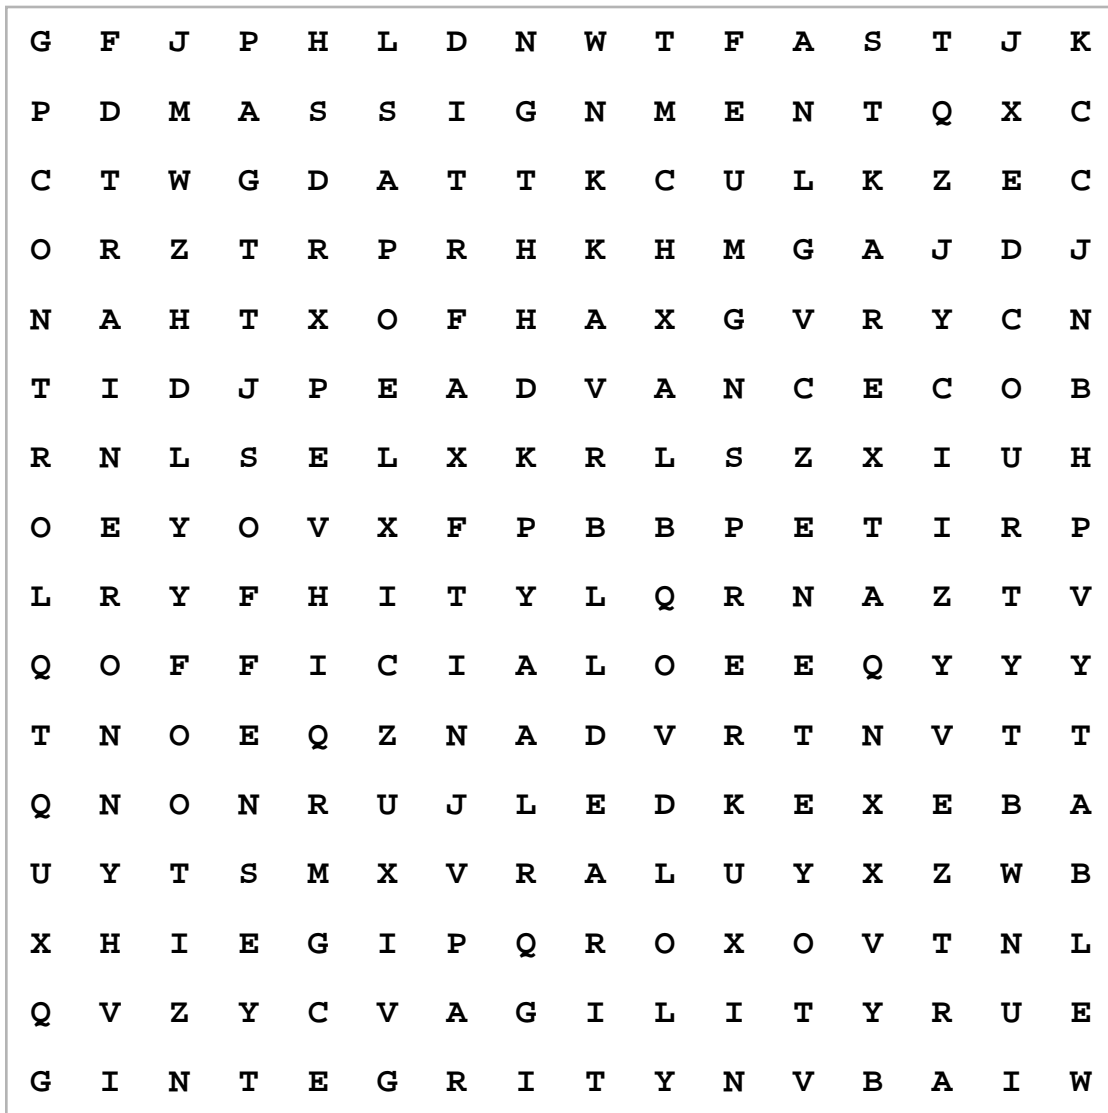 G F J P H L D N W T F A S T J K
P D M A S S I G N M E N T Q X C
C T W G D A T T K C U L K Z E C
O R Z T R P R H K H M G A J D J
N A H T X O F H A X G V R Y C N
T I D J P E A D V A N C E C O B
R N L S E L X K R L S Z X I U H
O E Y O V X F P B B P E T I R P
L R Y F H I T Y L Q R N A Z T V
Q O F F I C I A L O E E Q Y Y Y
T N O E Q Z N A D V R T N V T T
Q N O N R U J L E D K E X E B A
U Y T S M X V R A L U Y X Z W B
X H I E G I P Q R O X O V T N L
Q V Z Y C V A G I L I T Y R U E
G I N T E G R I T Y N V B A I W